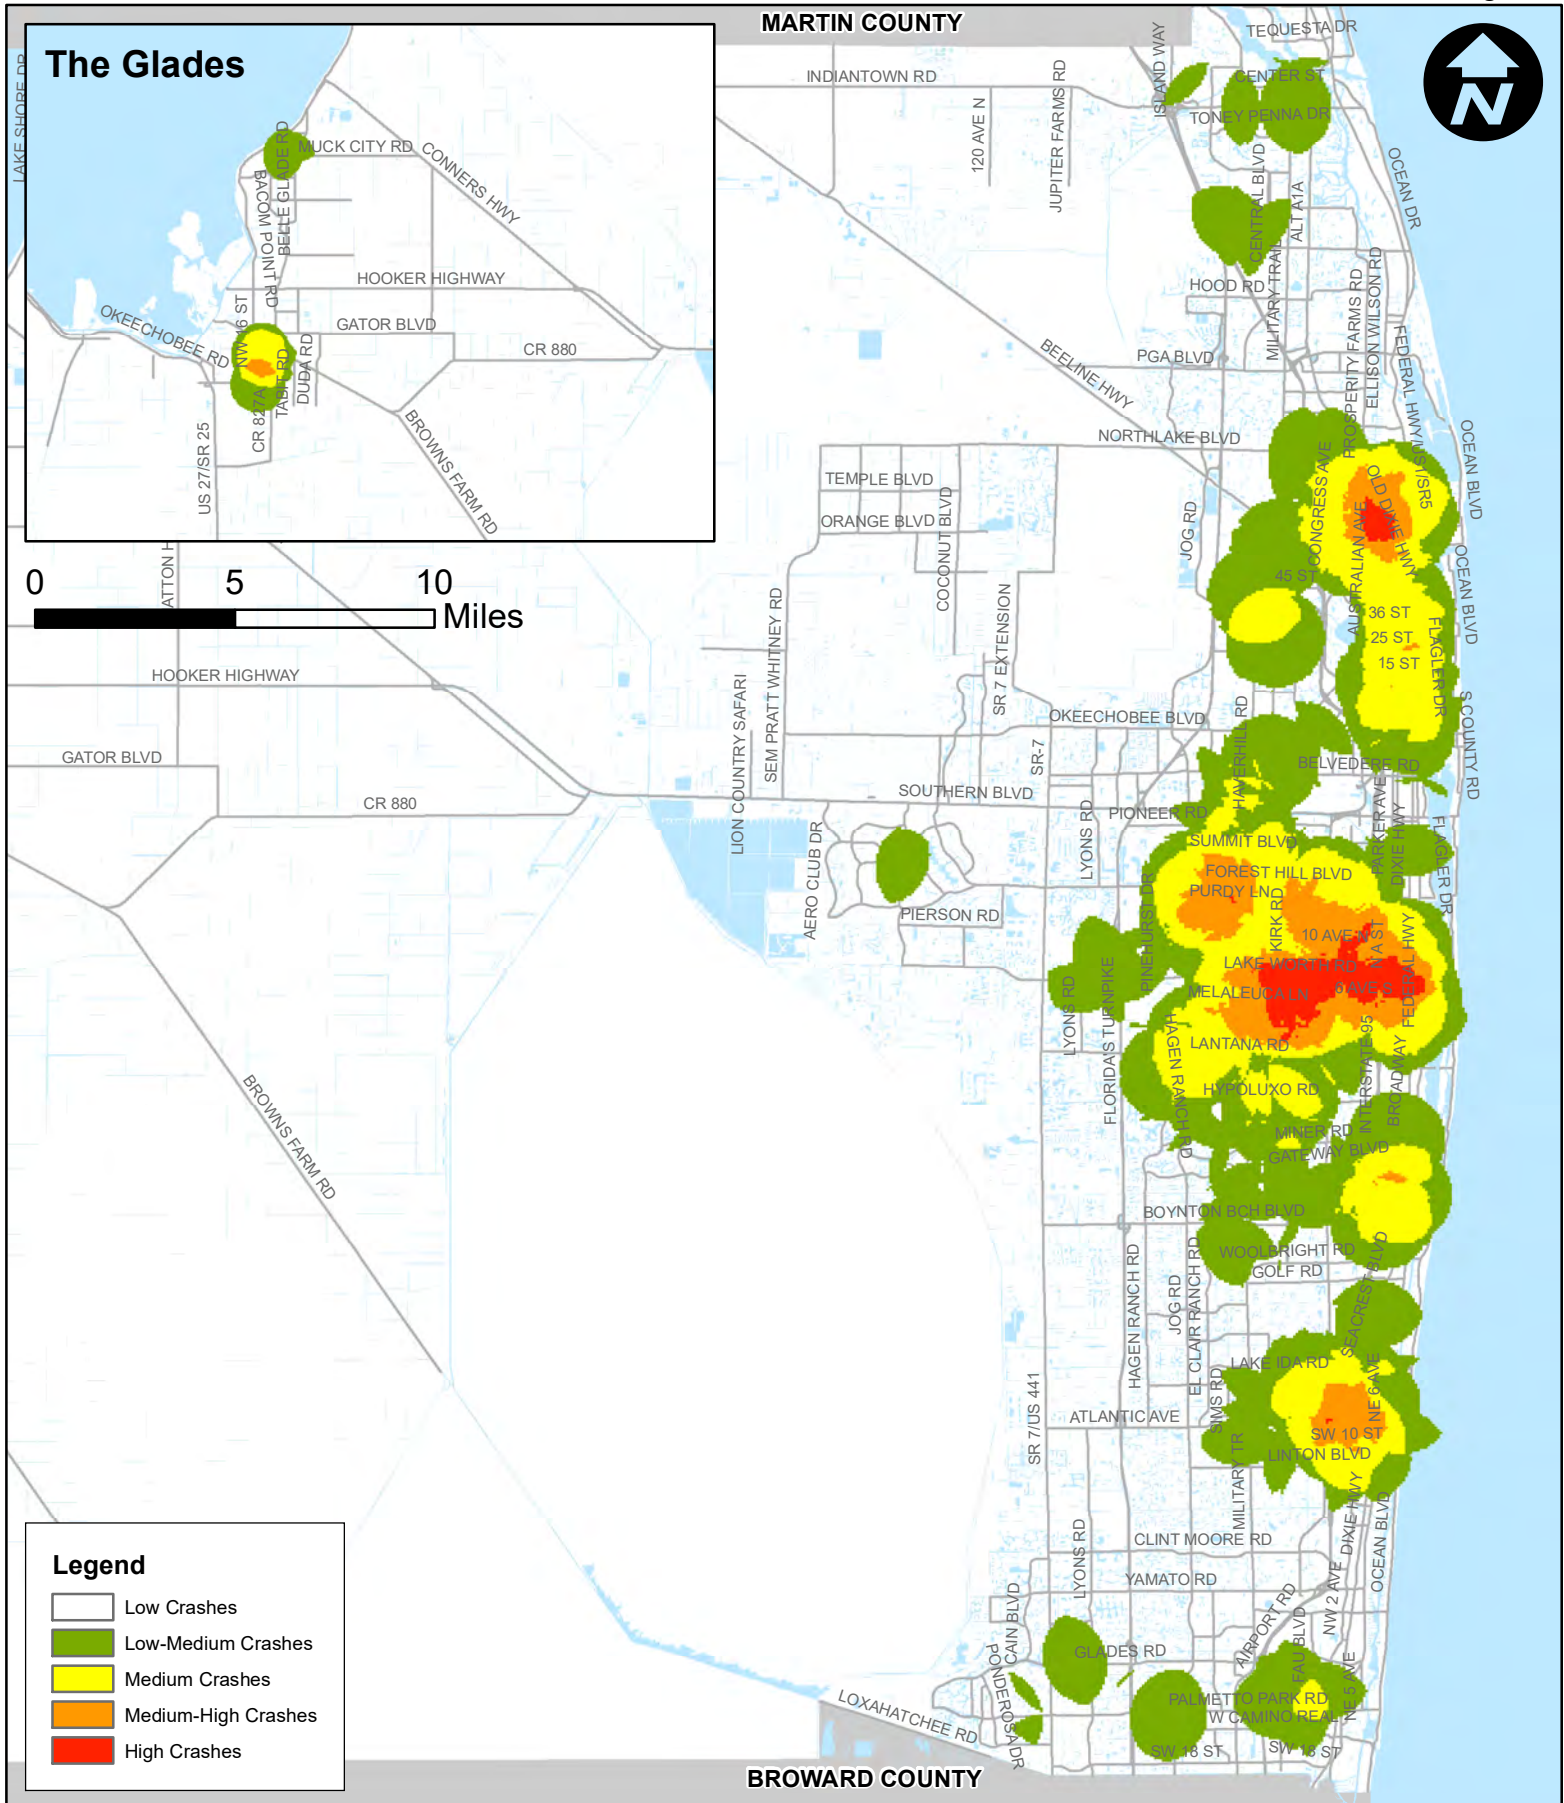 MARTIN COUNTY
TEQUESTA DR
The Glades
LAKE SHORE DR
INDIANTOWN RD
ISLAND WAY
CENTER ST
TONEY PENNA DR
120 AVE N
JUPITER FARMS RD
N
MUCK CITY RD
CONNERS HWY
BELLE GLADE RD
BACOM POINT RD
CENTRAL BLVD
ALT A1A
OCEAN DR
MILITARY TRAIL
HOOKER HIGHWAY
HOOD RD
OKEECHOBEE RD
NW 16 ST
GATOR BLVD
CR 880
TABIT RD
DUDA RD
CR 827A
US 27/SR 25
BROWNS FARM RD
BEELINE HWY
PGA BLVD
PROSPERITY FARMS RD
ELLISON WILSON RD
FEDERAL HWY/US1/SR5
NORTHLAKE BLVD
OCEAN BLVD
TEMPLE BLVD
ORANGE BLVD
COCONUT BLVD
JOG RD
CONGRESS AVE
OLD DIXIE HWY
AUSTRALIAN AVE
OCEAN BLVD
0 5 10
Miles
ATTON H
45 ST
36 ST
25 ST
15 ST
FLAGLER DR
SEM PRATT WHITNEY RD
SR 7 EXTENSION
HOOKER HIGHWAY
LION COUNTRY SAFARI
OKEECHOBEE BLVD
SR-7
HAVERHILL RD
S COUNTY RD
GATOR BLVD
BELVEDERE RD
CR 880
SOUTHERN BLVD
PIONEER RD
LYONS RD
AERO CLUB DR
SUMMIT BLVD
PARKER AVE
DIXIE HWY
FLAGLER DR
FOREST HILL BLVD
PURDY LN
PINEHURST DR
PIERSON RD
KIRK RD
10 AVE N
N A ST
LAKE WORTH RD
MELALEUCA LN
6 AVE S
FEDERAL HWY
LYONS RD
FLORIDA'S TURNPIKE
HAGEN RANCH RD
LANTANA RD
INTERSTATE 95
BROADWAY
HYPOLUXO RD
BROWNS FARM RD
MINER RD
GATEWAY BLVD
BOYNTON BCH BLVD
WOOLBRIGHT RD
GOLF RD
SEACREST BLVD
HAGEN RANCH RD
JOG RD
EL CLAIR RANCH RD
LAKE IDA RD
NE 6 AVE
SR 7/US 441
SIMS RD
ATLANTIC AVE
SW 10 ST
LINTON BLVD
MILITARY TR
DIXIE HWY
OCEAN BLVD
LYONS RD
CLINT MOORE RD
YAMATO RD
CAIN BLVD
AIRPORT RD
FAU BLVD
NW 2 AVE
GLADES RD
PONDEROSA DR
NE 5 AVE
PALMETTO PARK RD
W CAMINO REAL
LOXAHATCHEE RD
SW 18 ST
SW 18 ST
Legend
Low Crashes
Low-Medium Crashes
Medium Crashes
Medium-High Crashes
High Crashes
BROWARD COUNTY